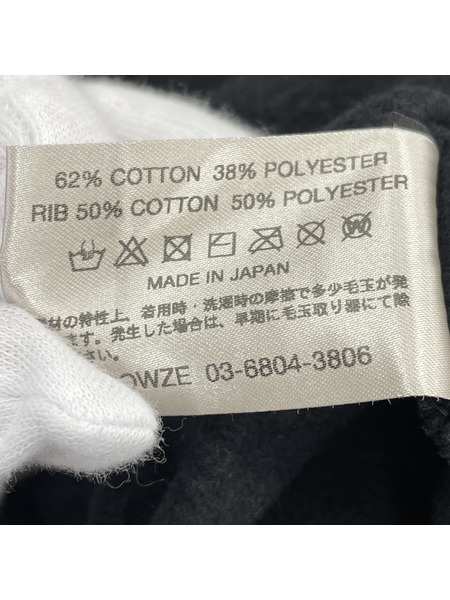 62% COTTON 38% POLYESTER
RIB 50% COTTON 50% POLYESTER
MADE IN JAPAN
材の特性上、着用時・洗濯時の摩擦で多少毛玉が発
ます。発生した場合は、早期に毛玉取り器にて除
さい。
OWZE 03-6804-3806